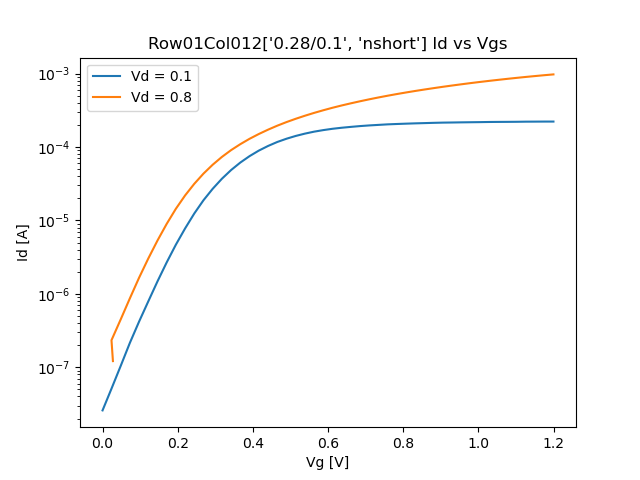 Row01Col012['0.28/0.1', 'nshort'] Id vs Vgs
Vd = 0.1
Vd = 0.8
10⁻³
10⁻⁴
10⁻⁵
10⁻⁶
10⁻⁷
Id [A]
0.0 0.2 0.4 0.6 0.8 1.0 1.2
Vg [V]